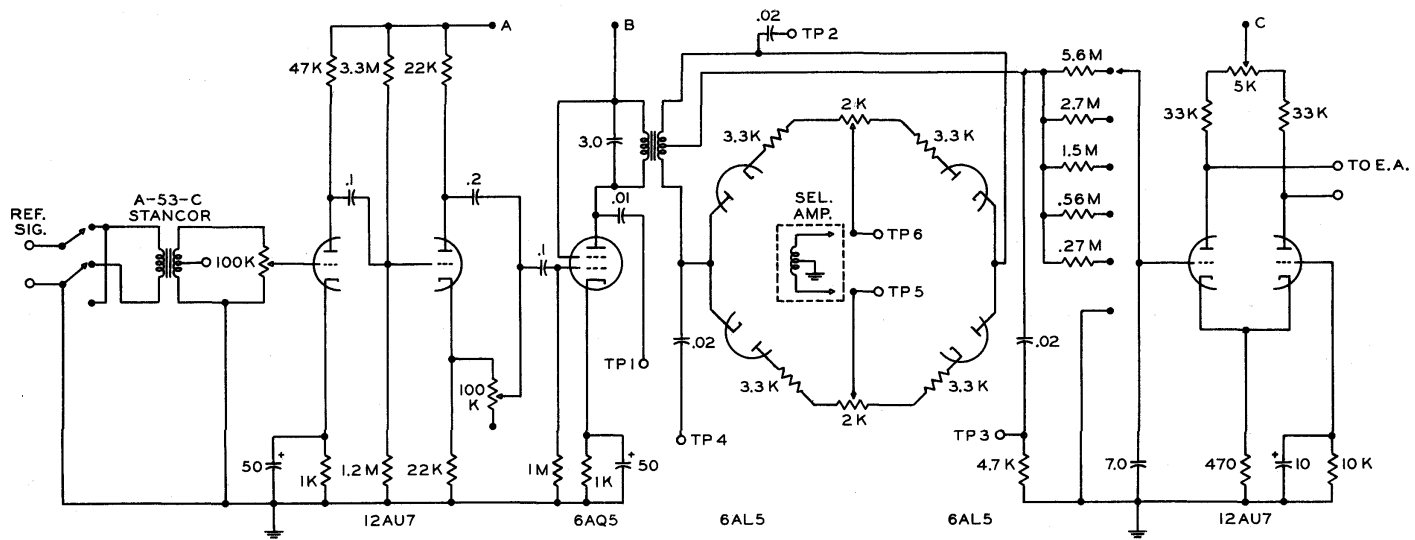 .02
TP 2
A
B
C
47K
3.3M
22K
5.6M
5K
2K
2.7M
33K
33K
3.3K
3.3K
3.0
1.5M
TO E.A.
.1
.2
.01
A-53-C
STANCOR
SEL.
AMP.
.56M
REF.
SIG.
100K
.1
TP6
.27M
TP5
.02
.02
TP1
100
K
3.3K
3.3K
2K
TP4
TP3
50
+
1K
1.2M
22K
1M
1K
+
50
4.7K
7.0
470
+
10
10K
12AU7
6AQ5
6AL5
6AL5
12AU7